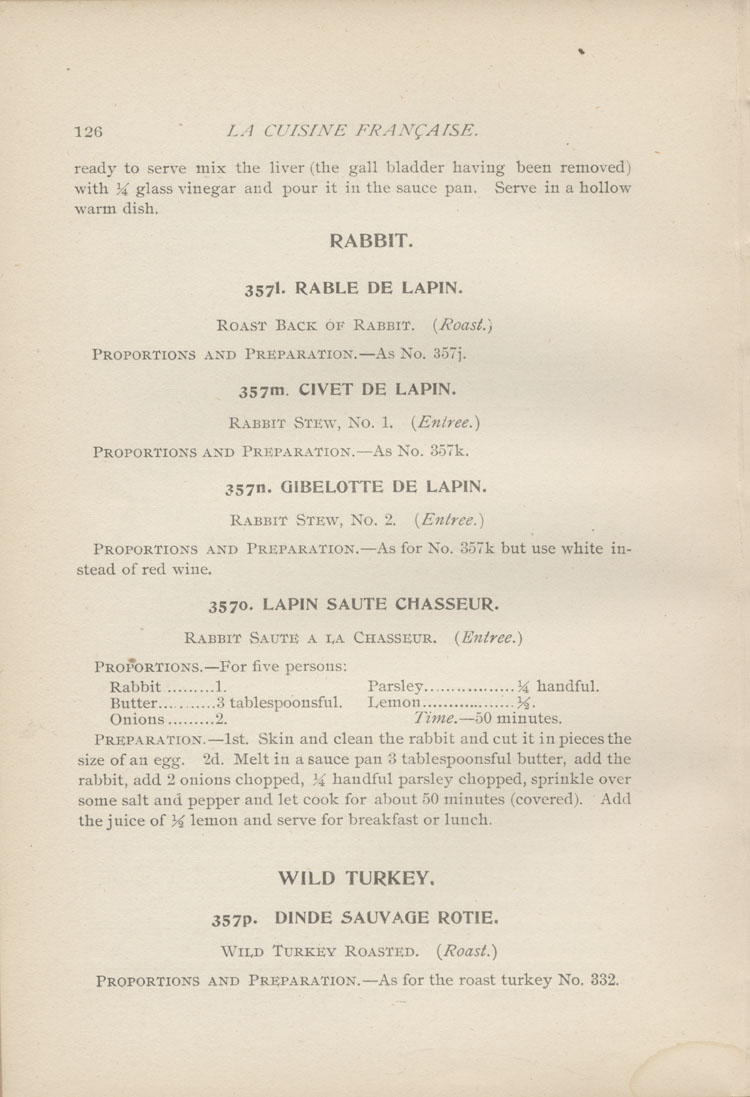 126 LA CUISINE FRANÇAISE.
ready to serve mix the liver (the gall bladder having been removed)
with ¼ glass vinegar and pour it in the sauce pan. Serve in a hollow
warm dish.
RABBIT.
357l. RABLE DE LAPIN.
ROAST BACK OF RABBIT. (Roast.)
PROPORTIONS AND PREPARATION.—As No. 357j.
357m. CIVET DE LAPIN.
RABBIT STEW, NO. 1. (Entree.)
PROPORTIONS AND PREPARATION.—As No. 357k.
357n. GIBELOTTE DE LAPIN.
RABBIT STEW, NO. 2. (Entree.)
PROPORTIONS AND PREPARATION.—As for No. 357k but use white in-
stead of red wine.
357o. LAPIN SAUTE CHASSEUR.
RABBIT SAUTE A LA CHASSEUR. (Entree.)
PROPORTIONS.—For five persons:
Rabbit .........1. Parsley.................¼ handful.
Butter...........3 tablespoonsful. Lemon..................½.
Onions .........2. Time.—50 minutes.
PREPARATION.—1st. Skin and clean the rabbit and cut it in pieces the
size of an egg. 2d. Melt in a sauce pan 3 tablespoonsful butter, add the
rabbit, add 2 onions chopped, ¼ handful parsley chopped, sprinkle over
some salt and pepper and let cook for about 50 minutes (covered). Add
the juice of ½ lemon and serve for breakfast or lunch.
WILD TURKEY.
357p. DINDE SAUVAGE ROTIE.
WILD TURKEY ROASTED. (Roast.)
PROPORTIONS AND PREPARATION.—As for the roast turkey No. 332.